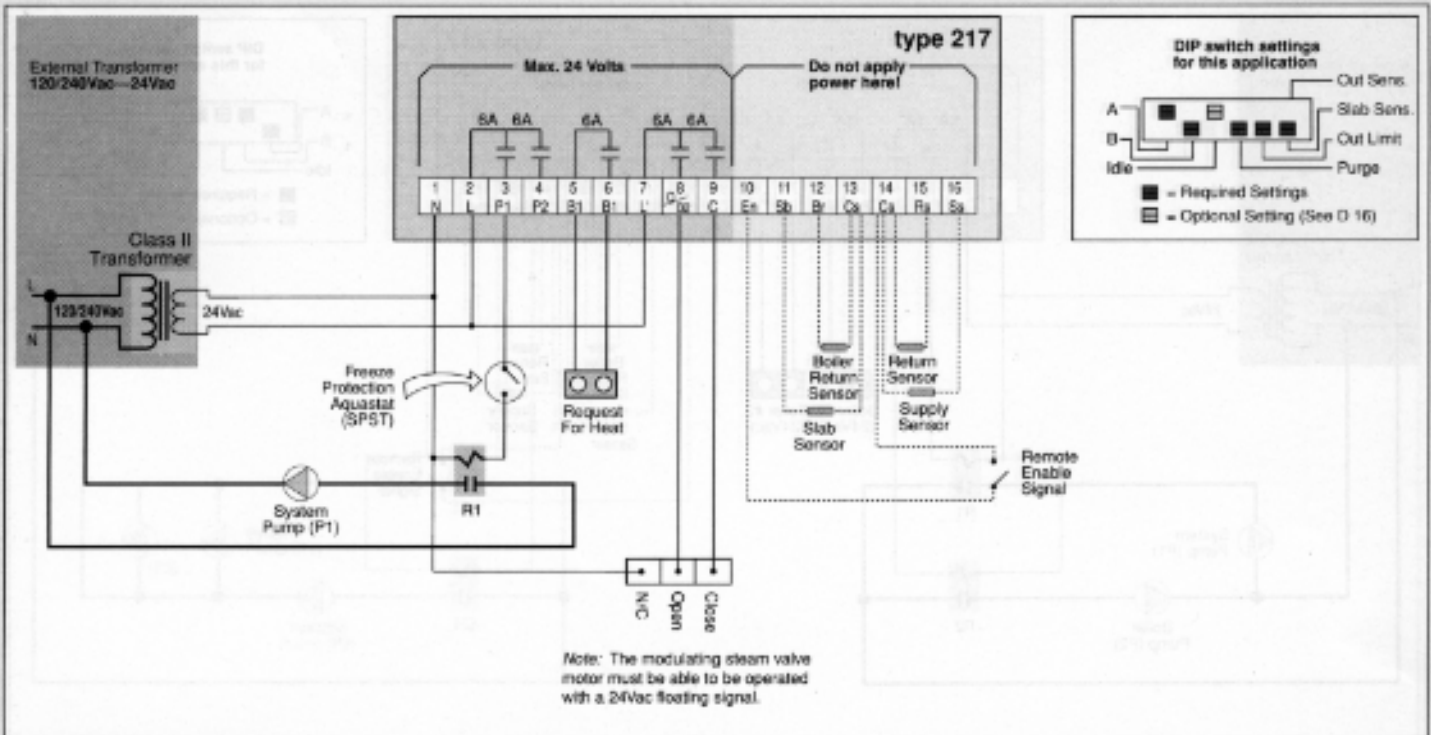 External Transformer
120/240Vac—24Vac
Class II
Transformer
L
120/240Vac
N
24Vac
type 217
Max. 24 Volts
Do not apply
power here!
6A 6A 6A 6A 6A
1 2 3 4 5 6 7 8 9 10 11 12 13 14 15 16
N L P1 P2 B1 B1 L' C En Sb Br Ra
DIP switch settings
for this application
A
B
Idle
Out Sens.
Slab Sens.
Out Limit
Purge
= Required Settings
= Optional Setting (See D 16)
Freeze
Protection
Aquastat
(SPST)
Request
For Heat
Boiler
Return
Sensor
Return
Sensor
Slab
Sensor
Supply
Sensor
Remote
Enable
Signal
System
Pump (P1)
R1
N/C
Open
Close
Note: The modulating steam valve
motor must be able to be operated
with a 24Vac floating signal.